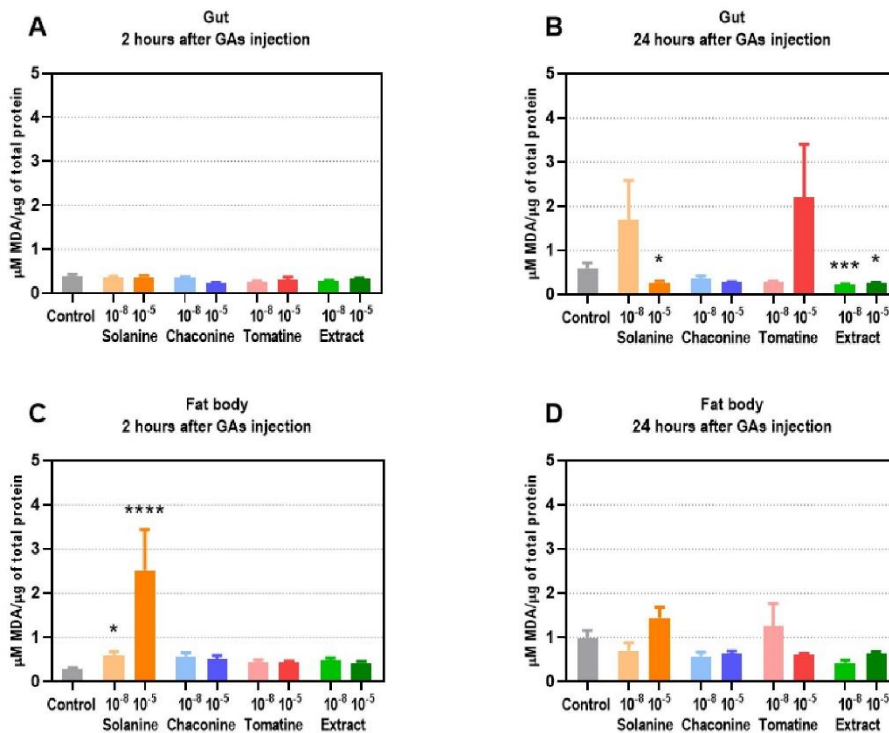 A
Gut
2 hours after GAs injection
µM MDA/µg of total protein
5
4
3
2
1
0
Control
10⁻⁸ 10⁻⁵ 10⁻⁸ 10⁻⁵ 10⁻⁸ 10⁻⁵ 10⁻⁸ 10⁻⁵
Solanine Chaconine Tomatine Extract
B
Gut
24 hours after GAs injection
µM MDA/µg of total protein
5
4
3
2
1
0
* *** *
Control
10⁻⁸ 10⁻⁵ 10⁻⁸ 10⁻⁵ 10⁻⁸ 10⁻⁵ 10⁻⁸ 10⁻⁵
Solanine Chaconine Tomatine Extract
C
Fat body
2 hours after GAs injection
µM MDA/µg of total protein
5
4
3
2
1
0
* ****
Control
10⁻⁸ 10⁻⁵ 10⁻⁸ 10⁻⁵ 10⁻⁸ 10⁻⁵ 10⁻⁸ 10⁻⁵
Solanine Chaconine Tomatine Extract
D
Fat body
24 hours after GAs injection
µM MDA/µg of total protein
5
4
3
2
1
0
Control
10⁻⁸ 10⁻⁵ 10⁻⁸ 10⁻⁵ 10⁻⁸ 10⁻⁵ 10⁻⁸ 10⁻⁵
Solanine Chaconine Tomatine Extract